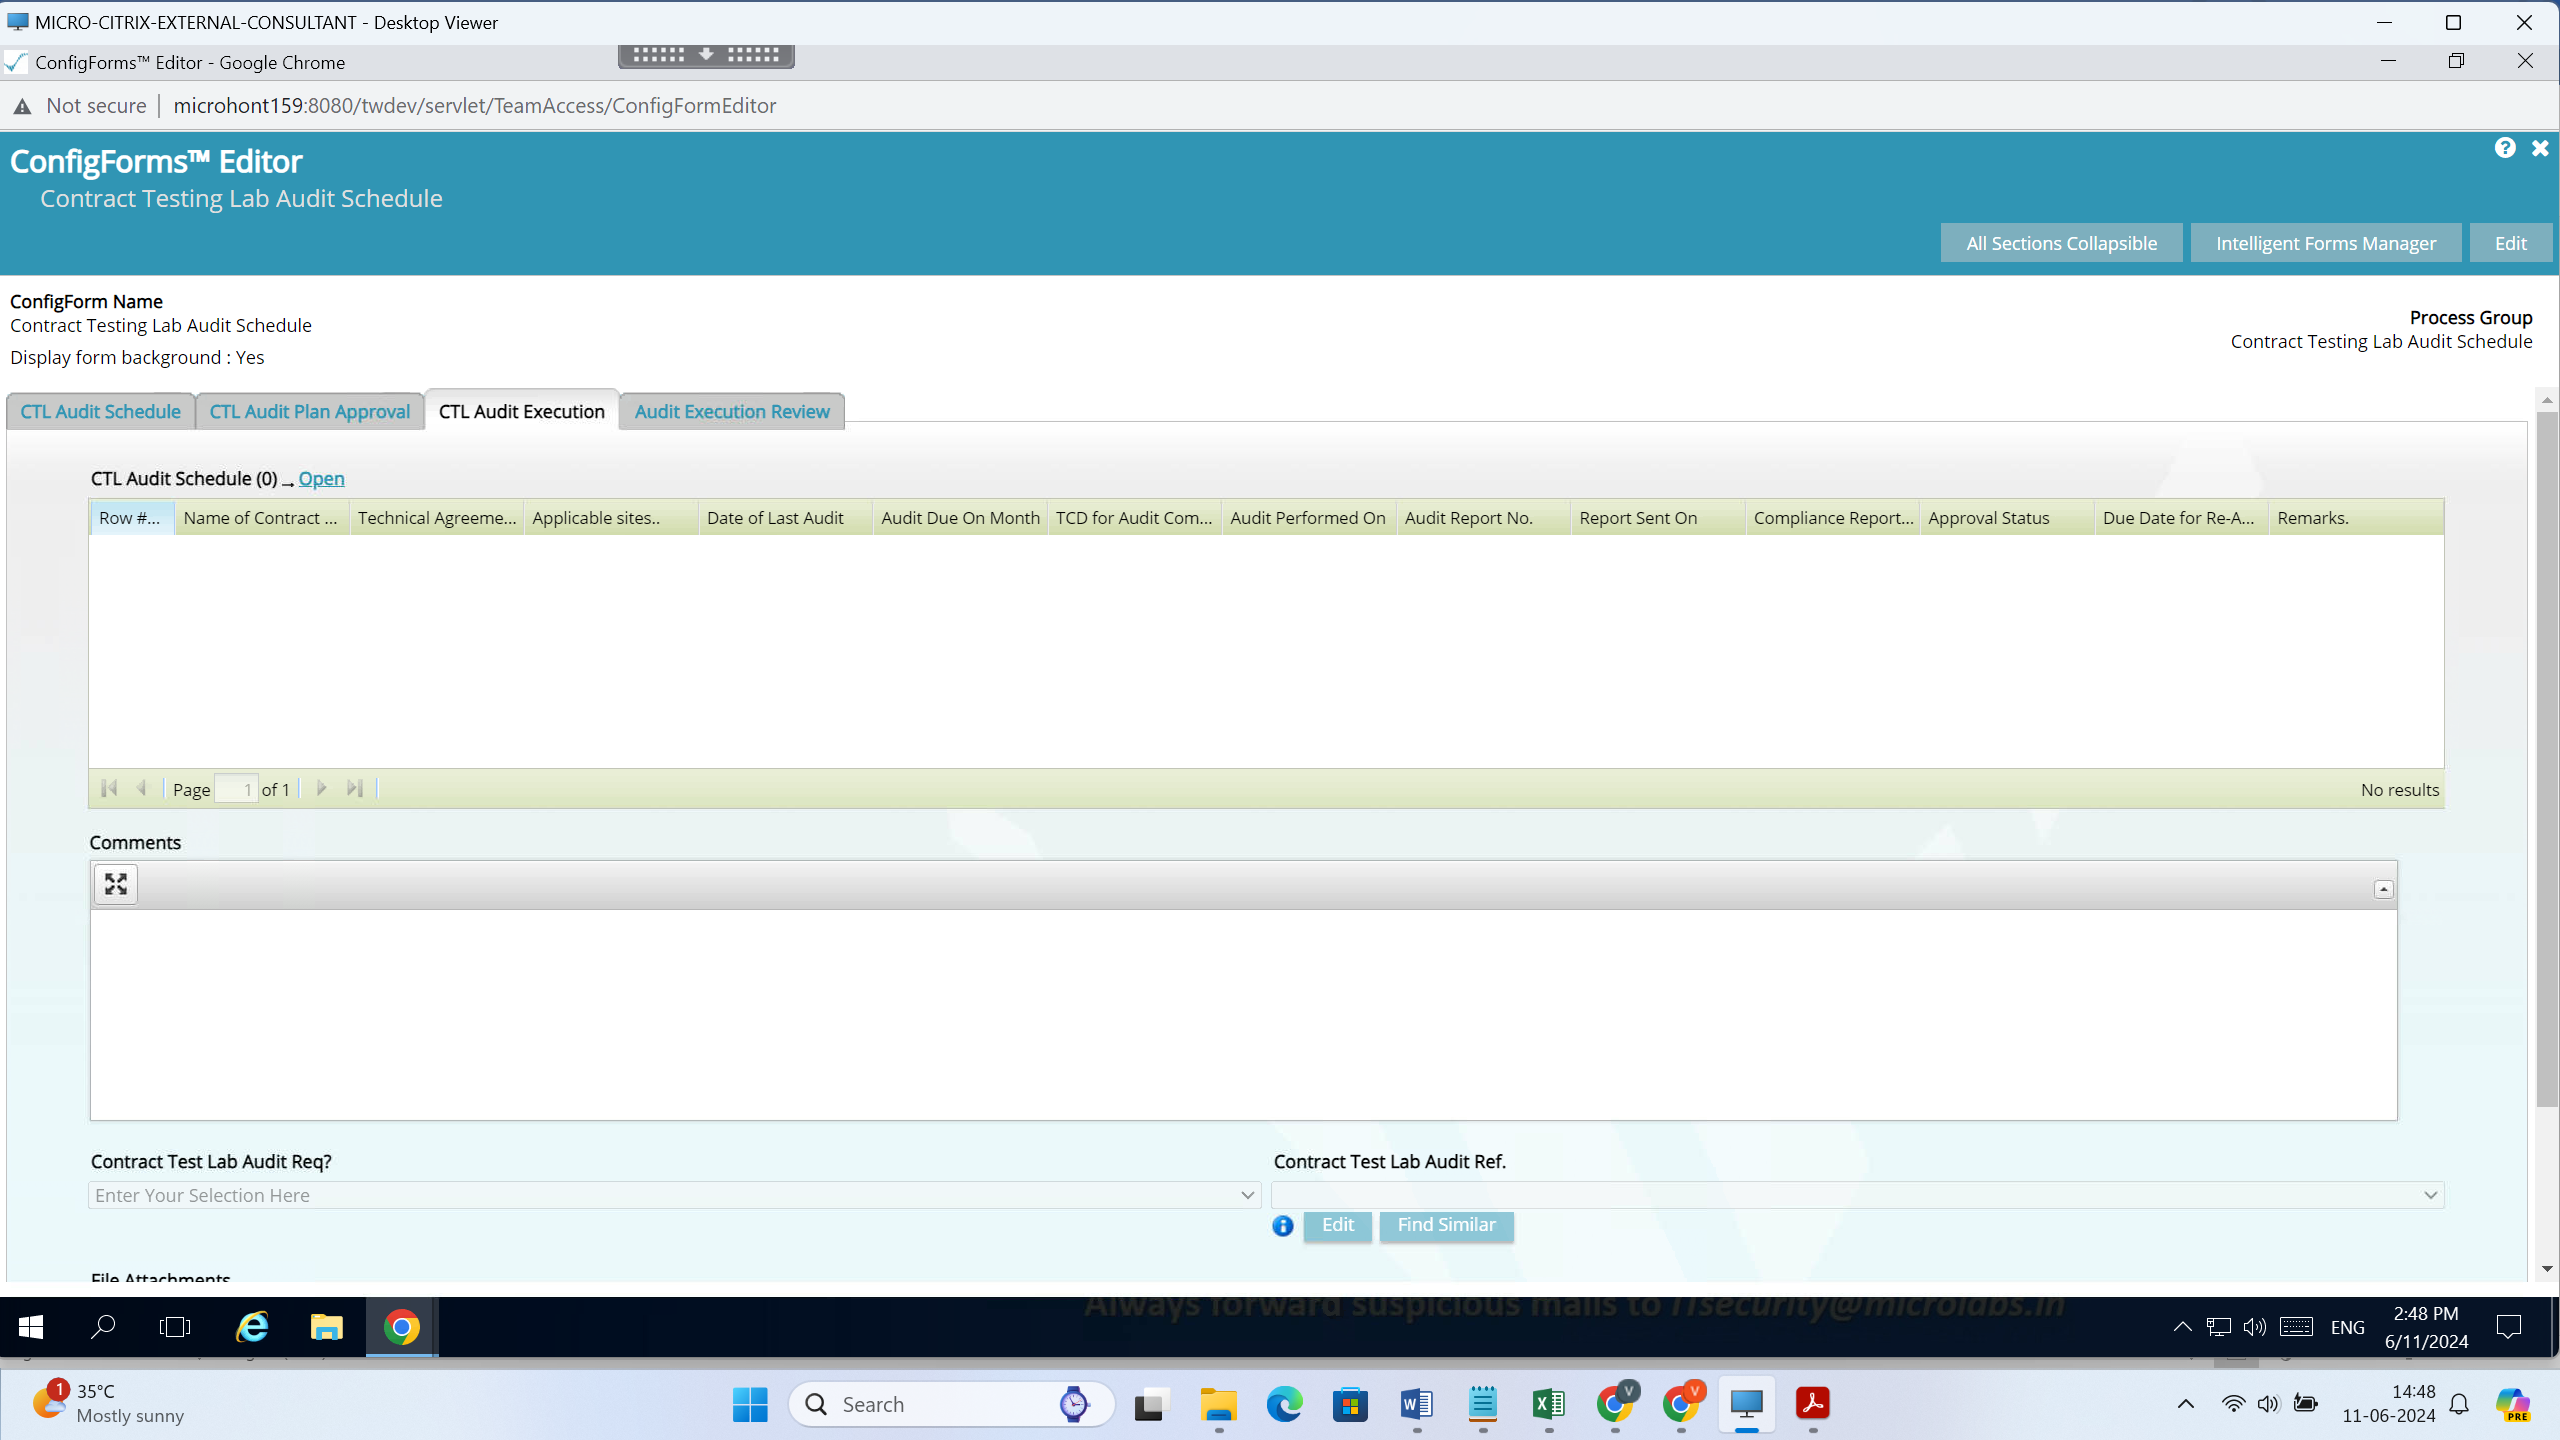 MICRO-CITRIX-EXTERNAL-CONSULTANT - Desktop Viewer
ConfigForms™ Editor - Google Chrome
Not secure
microhont159:8080/twdev/servlet/TeamAccess/ConfigFormEditor
ConfigForms™ Editor
Contract Testing Lab Audit Schedule
All Sections Collapsible
Intelligent Forms Manager
Edit
ConfigForm Name
Contract Testing Lab Audit Schedule
Display form background : Yes
Process Group
Contract Testing Lab Audit Schedule
CTL Audit Schedule
CTL Audit Plan Approval
CTL Audit Execution
Audit Execution Review
CTL Audit Schedule (0) → Open
Row #...
Name of Contract ...
Technical Agreeme...
Applicable sites..
Date of Last Audit
Audit Due On Month
TCD for Audit Com...
Audit Performed On
Audit Report No.
Report Sent On
Compliance Report...
Approval Status
Due Date for Re-A...
Remarks.
Page 1 of 1
No results
Comments
Contract Test Lab Audit Req?
Enter Your Selection Here
Contract Test Lab Audit Ref.
Edit
Find Similar
File Attachments
Always forward suspicious mails to ITsecurity@microlabs.in
ENG
2:48 PM
6/11/2024
1
35°C
Mostly sunny
Search
V
V
14:48
11-06-2024
PRE